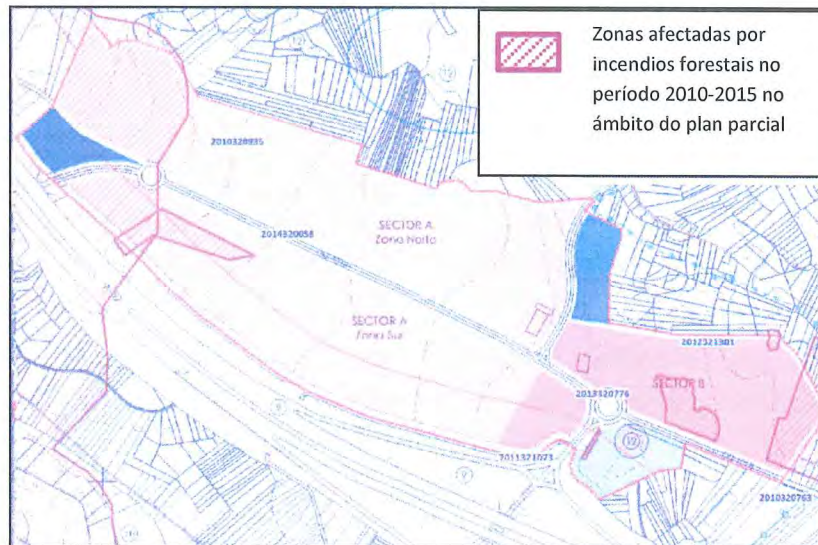 Zonas afectadas por
incendios forestais no
período 2010-2015 no
ámbito do plan parcial
2010320935
SECTOR A
Zona Norte
2014320058
SECTOR A
Zona Sur
2012321301
SECTOR B
2013320776
2011321073
2010320763